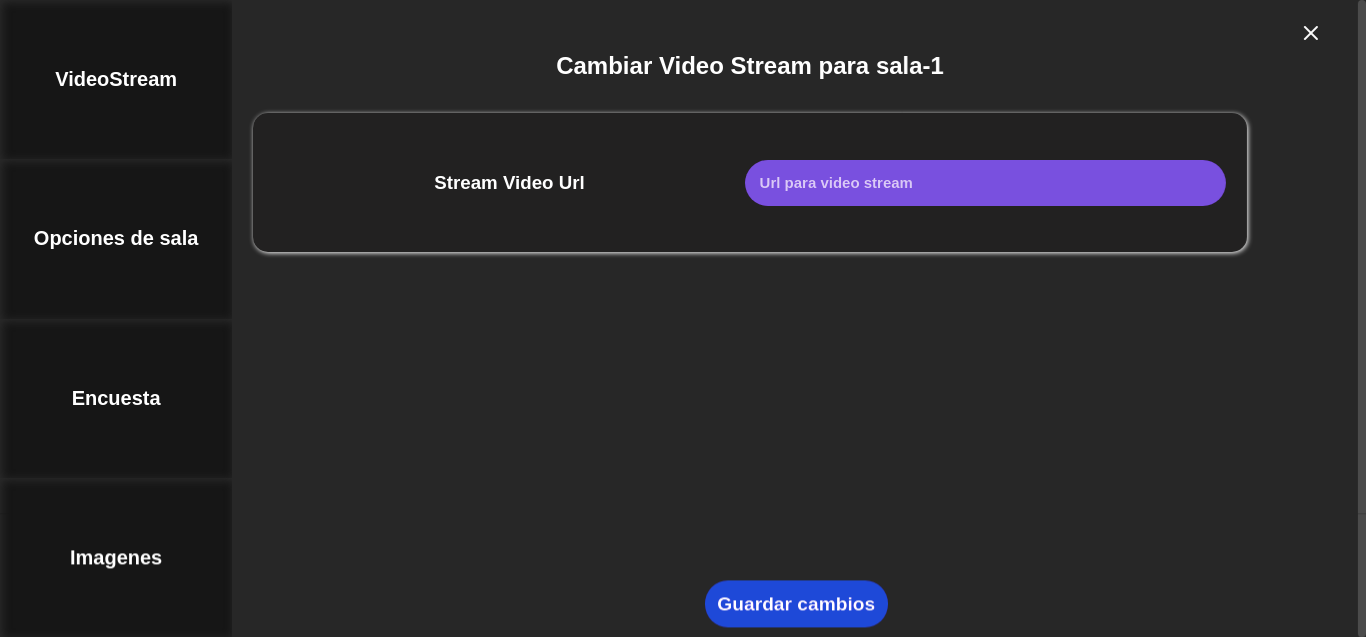 VideoStream
Opciones de sala
Encuesta
Imagenes
Cambiar Video Stream para sala-1
Stream Video Url
Url para video stream
Guardar cambios